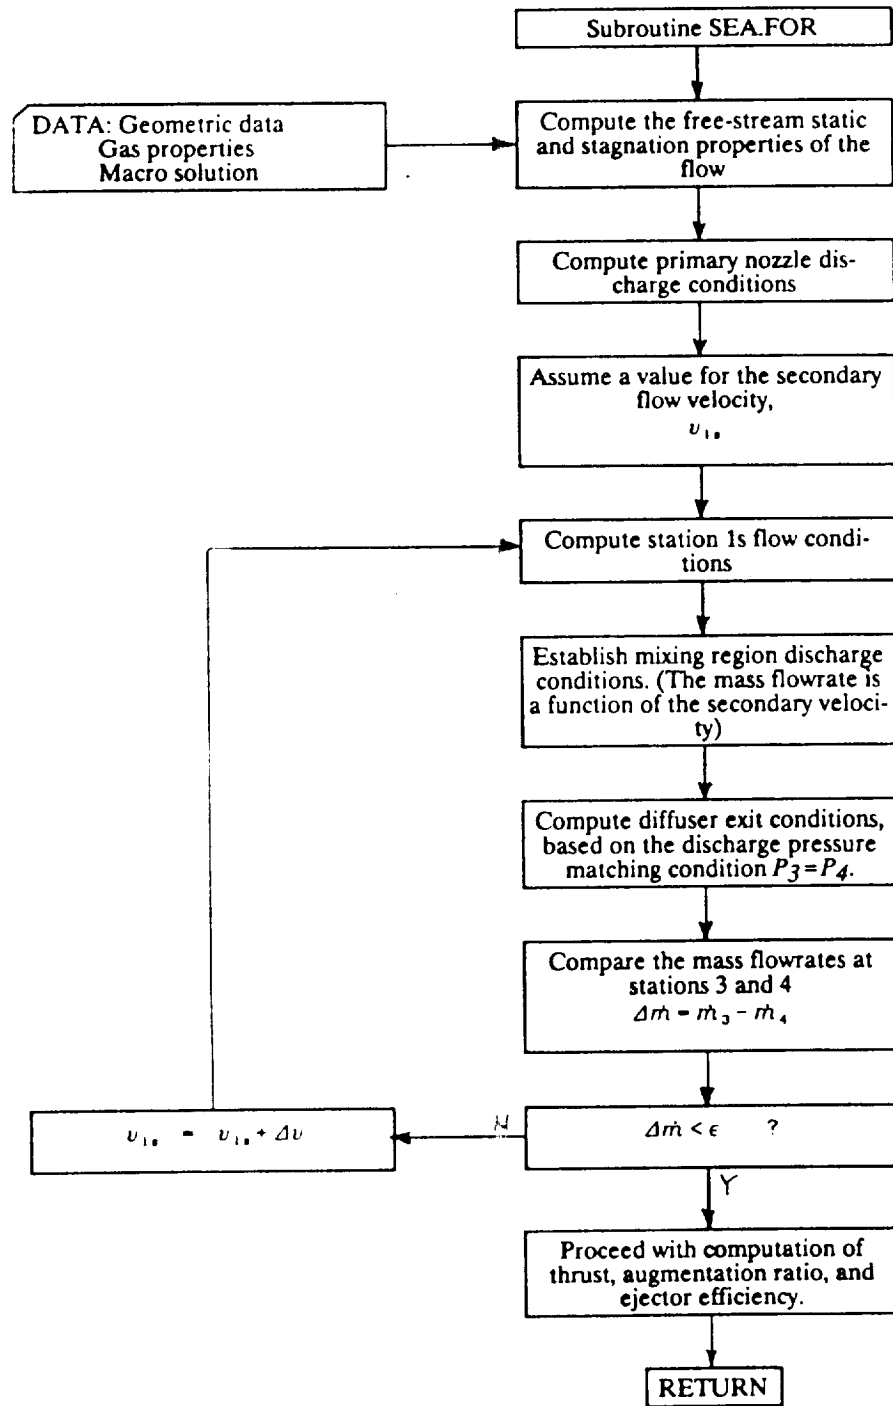 Subroutine SEA.FOR
DATA: Geometric data
Gas properties
Macro solution
Compute the free-stream static
and stagnation properties of the
flow
Compute primary nozzle dis-
charge conditions
Assume a value for the secondary
flow velocity,
υ₁ₛ
Compute station 1s flow condi-
tions
Establish mixing region discharge
conditions. (The mass flowrate is
a function of the secondary veloci-
ty)
Compute diffuser exit conditions,
based on the discharge pressure
matching condition P₃=P₄.
Compare the mass flowrates at
stations 3 and 4
Δṁ = ṁ₃ − ṁ₄
υ₁ₛ = υ₁ₛ + Δυ
N
Δṁ < ϵ ?
Y
Proceed with computation of
thrust, augmentation ratio, and
ejector efficiency.
RETURN